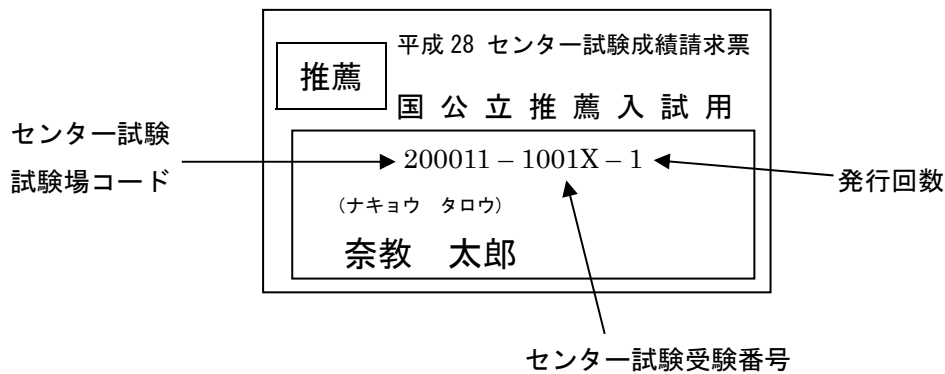 平成 28 センター試験成績請求票
推薦
国公立推薦入試用
センター試験
試験場コード
200011 – 1001X – 1
発行回数
（ナキョウ　タロウ）
奈教　太郎
センター試験受験番号